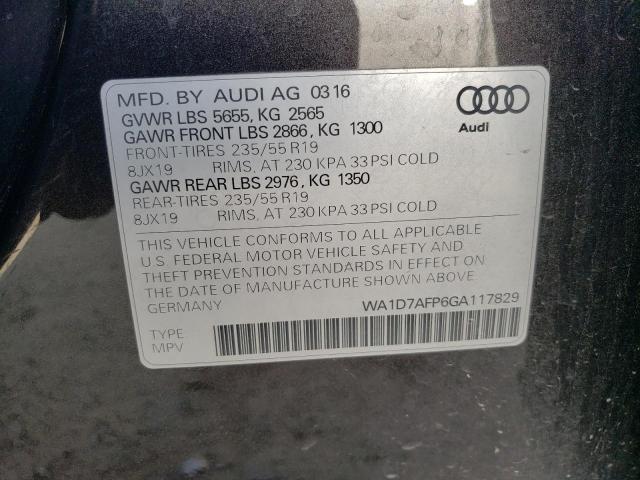 MFD. BY AUDI AG 03 16
GVWR LBS 5655, KG 2565
GAWR FRONT LBS 2866, KG 1300
FRONT-TIRES 235/55 R19
8JX19 RIMS, AT 230 KPA 33 PSI COLD
GAWR REAR LBS 2976, KG 1350
REAR-TIRES 235/55 R19
8JX19 RIMS, AT 230 KPA 33 PSI COLD
Audi
THIS VEHICLE CONFORMS TO ALL APPLICABLE
U.S. FEDERAL MOTOR VEHICLE SAFETY AND
THEFT PREVENTION STANDARDS IN EFFECT ON
THE DATE OF MANUFACTURE SHOWN ABOVE
GERMANY
WA1D7AFP6GA117829
TYPE
MPV